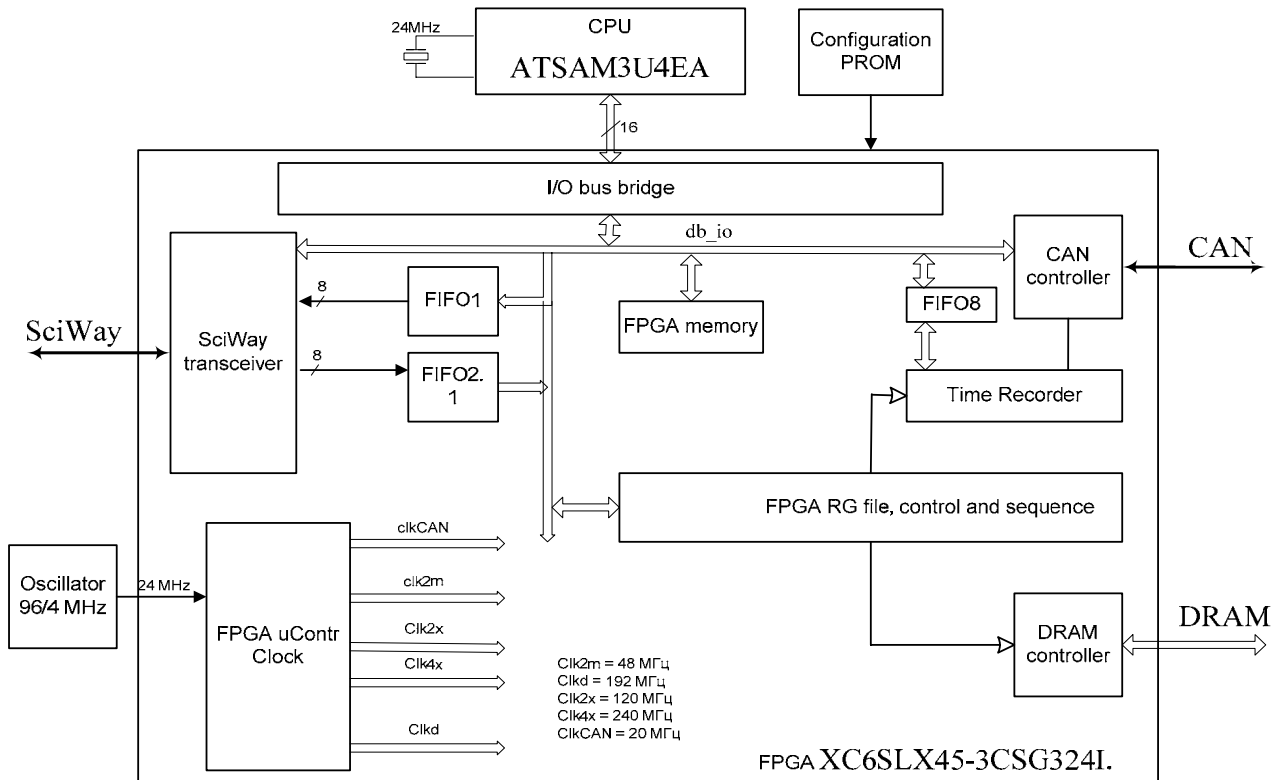 24MHz
CPU
ATSAM3U4EA
Configuration
PROM
16
I/O bus bridge
db_io
SciWay
SciWay
transceiver
8
FIFO1
8
FIFO2.
1
FPGA memory
FIFO8
CAN
controller
CAN
Time Recorder
FPGA RG file, control and sequence
Oscillator
96/4 MHz
24 MHz
FPGA uContr
Clock
clkCAN
clk2m
Clk2x
Clk4x
Clkd
Clk2m = 48 МГц
Clkd = 192 МГц
Clk2x = 120 МГц
Clk4x = 240 МГц
ClkCAN = 20 МГц
DRAM
controller
DRAM
FPGA XC6SLX45-3CSG324I.